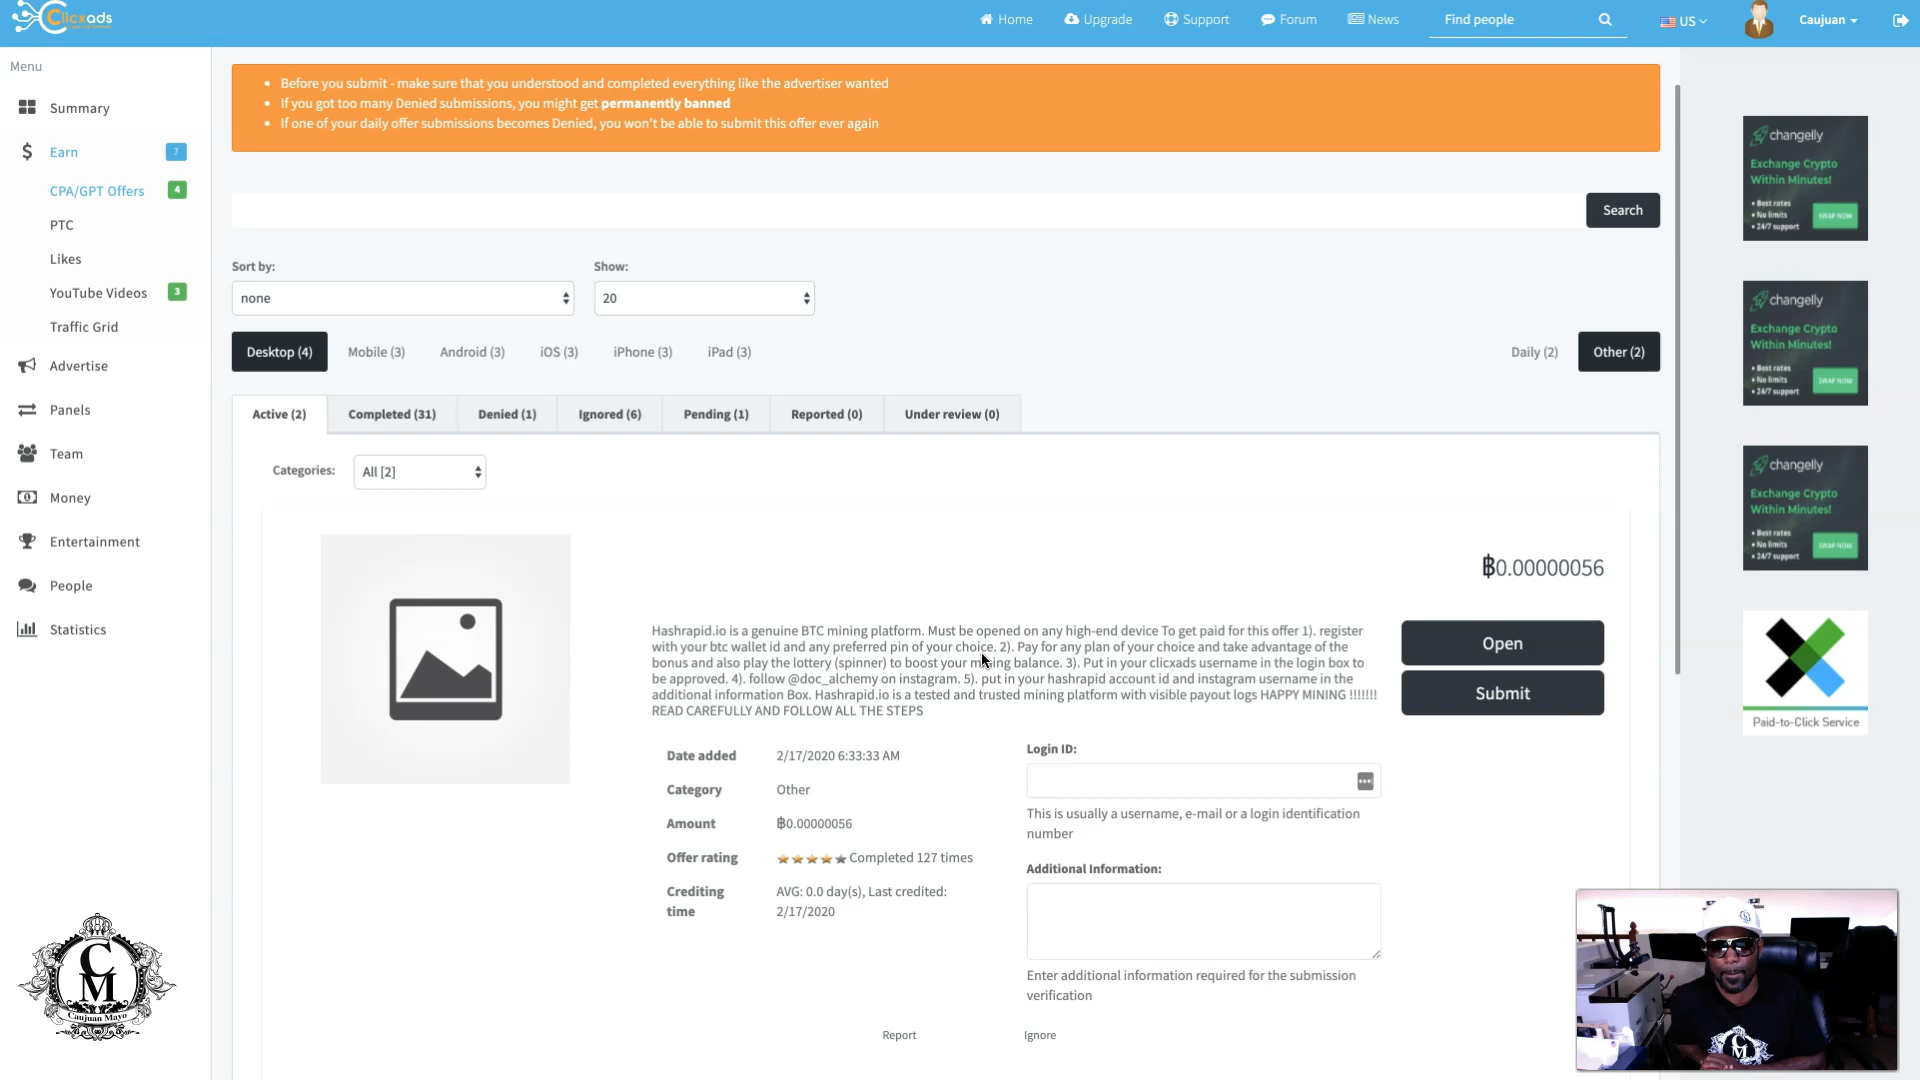 Clicxads
Home
Upgrade
Support
Forum
News
Find people
US
Caujuan
Menu
Summary
Earn
7
CPA/GPT Offers
4
PTC
Likes
YouTube Videos
3
Traffic Grid
Advertise
Panels
Team
Money
Entertainment
People
Statistics
C
M
Caujuan Mayo
Before you submit - make sure that you understood and completed everything like the advertiser wanted
If you got too many Denied submissions, you might get permanently banned
If one of your daily offer submissions becomes Denied, you won't be able to submit this offer ever again
Search
Sort by:
Show:
none
20
Desktop (4)
Mobile (3)
Android (3)
iOS (3)
iPhone (3)
iPad (3)
Daily (2)
Other (2)
Active (2)
Completed (31)
Denied (1)
Ignored (6)
Pending (1)
Reported (0)
Under review (0)
Categories:
All [2]
฿0.00000056
Hashrapid.io is a genuine BTC mining platform. Must be opened on any high-end device To get paid for this offer 1). register
with your btc wallet id and any preferred pin of your choice. 2). Pay for any plan of your choice and take advantage of the
bonus and also play the lottery (spinner) to boost your mining balance. 3). Put in your clicxads username in the login box to
be approved. 4). follow @doc_alchemy on instagram. 5). put in your hashrapid account id and instagram username in the
additional information Box. Hashrapid.io is a tested and trusted mining platform with visible payout logs HAPPY MINING !!!!!!!
READ CAREFULLY AND FOLLOW ALL THE STEPS
Open
Submit
Date added
2/17/2020 6:33:33 AM
Category
Other
Amount
฿0.00000056
Offer rating
Completed 127 times
Crediting
time
AVG: 0.0 day(s), Last credited:
2/17/2020
Login ID:
This is usually a username, e-mail or a login identification
number
Additional Information:
Enter additional information required for the submission
verification
Report
Ignore
changelly
Exchange Crypto
Within Minutes!
• Best rates
• No limits
• 24/7 support
SWAP NOW
changelly
Exchange Crypto
Within Minutes!
• Best rates
• No limits
• 24/7 support
SWAP NOW
changelly
Exchange Crypto
Within Minutes!
• Best rates
• No limits
• 24/7 support
SWAP NOW
Paid-to-Click Service
C
M